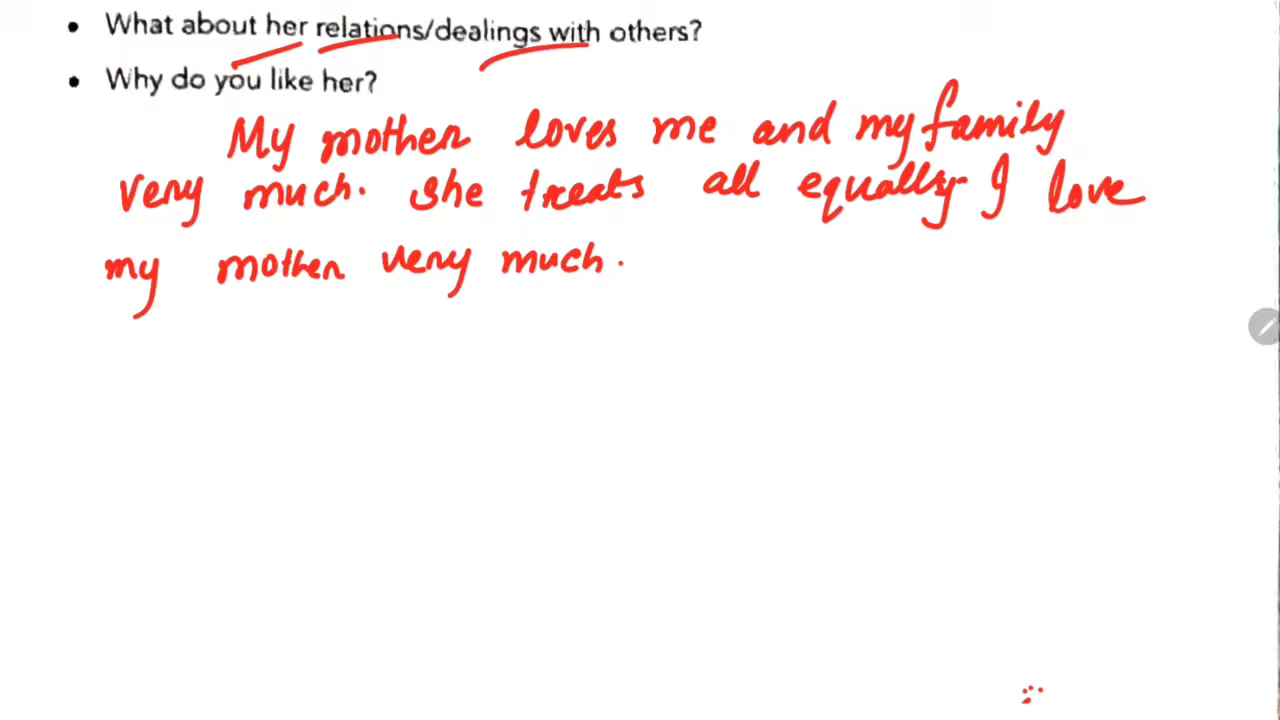 • What about her relations/dealings with others?
• Why do you like her?
My mother loves me and my family
very much. She treats all equally. I love
my mother very much.